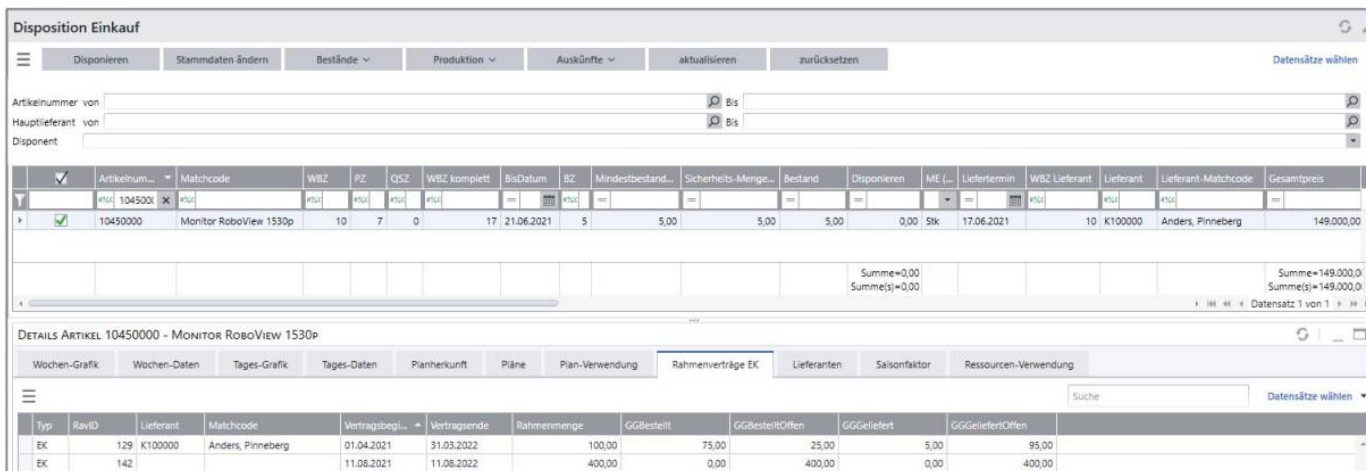 Disposition Einkauf
Disponieren Stammdaten ändern Bestände Produktion Auskünfte aktualisieren zurücksetzen Datensätze wählen
Artikelnummer von Bis
Hauptlieferant von Bis
Disponent
Artikelnum... Matchcode WBZ PZ QSZ WBZ komplett BisDatum BZ Mindestbestand... Sicherheits-Menge... Bestand Disponieren ME (... Liefertermin WBZ Lieferant Lieferant Lieferant-Matchcode Gesamtpreis
= = = = = =
10450000 Monitor RoboView 1530p 10 7 0 17 21.06.2021 5 5,00 5,00 5,00 0,00 Stk 17.06.2021 10 K100000 Anders, Pinneberg 149.000,00
Summe=0,00 Summe=149.000,0
Summe(s)=0,00 Summe(s)=149.000,0
Datensatz 1 von 1
DETAILS ARTIKEL 10450000 - MONITOR ROBOVIEW 1530P
Wochen-Grafik Wochen-Daten Tages-Grafik Tages-Daten Planherkunft Pläne Plan-Verwendung Rahmenverträge EK Lieferanten Saisonfaktor Ressourcen-Verwendung
Suche Datensätze wählen
Typ RavID Lieferant Matchcode Vertragsbegi... Vertragsende Rahmenmenge GGBestellt GGBestelltOffen GGGeliefert GGGeliefertOffen
EK 129 K100000 Anders, Pinneberg 01.04.2021 31.03.2022 100,00 75,00 25,00 5,00 95,00
EK 142 11.08.2021 11.08.2022 400,00 0,00 400,00 0,00 400,00